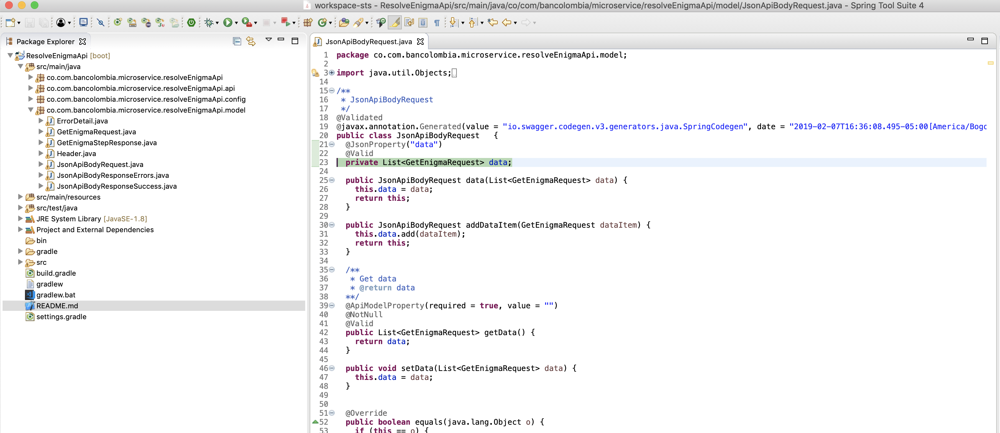 workspace-sts - ResolveEnigmaApi/src/main/java/co/com/bancolombia/microservice/resolveEnigmaApi/model/JsonApiBodyRequest.java - Spring Tool Suite 4
Package Explorer
ResolveEnigmaApi [boot]
src/main/java
co.com.bancolombia.microservice.resolveEnigmaApi
co.com.bancolombia.microservice.resolveEnigmaApi.api
co.com.bancolombia.microservice.resolveEnigmaApi.config
co.com.bancolombia.microservice.resolveEnigmaApi.model
ErrorDetail.java
GetEnigmaRequest.java
GetEnigmaStepResponse.java
Header.java
JsonApiBodyRequest.java
JsonApiBodyResponseErrors.java
JsonApiBodyResponseSuccess.java
src/main/resources
src/test/java
JRE System Library [JavaSE-1.8]
Project and External Dependencies
bin
gradle
src
build.gradle
gradlew
gradlew.bat
README.md
settings.gradle
JsonApiBodyRequest.java
1 package co.com.bancolombia.microservice.resolveEnigmaApi.model;
2
3 import java.util.Objects;
14
15 /**
16 * JsonApiBodyRequest
17 */
18 @Validated
19 @javax.annotation.Generated(value = "io.swagger.codegen.v3.generators.java.SpringCodegen", date = "2019-02-07T16:36:08.495-05:00[America/Bogo
20 public class JsonApiBodyRequest {
21 @JsonProperty("data")
22 @Valid
23 private List<GetEnigmaRequest> data;
24
25 public JsonApiBodyRequest data(List<GetEnigmaRequest> data) {
26 this.data = data;
27 return this;
28 }
29
30 public JsonApiBodyRequest addDataItem(GetEnigmaRequest dataItem) {
31 this.data.add(dataItem);
32 return this;
33 }
34
35 /**
36 * Get data
37 * @return data
38 **/
39 @ApiModelProperty(required = true, value = "")
40 @NotNull
41 @Valid
42 public List<GetEnigmaRequest> getData() {
43 return data;
44 }
45
46 public void setData(List<GetEnigmaRequest> data) {
47 this.data = data;
48 }
49
50
51 @Override
52 public boolean equals(java.lang.Object o) {
53 if (this == o) {